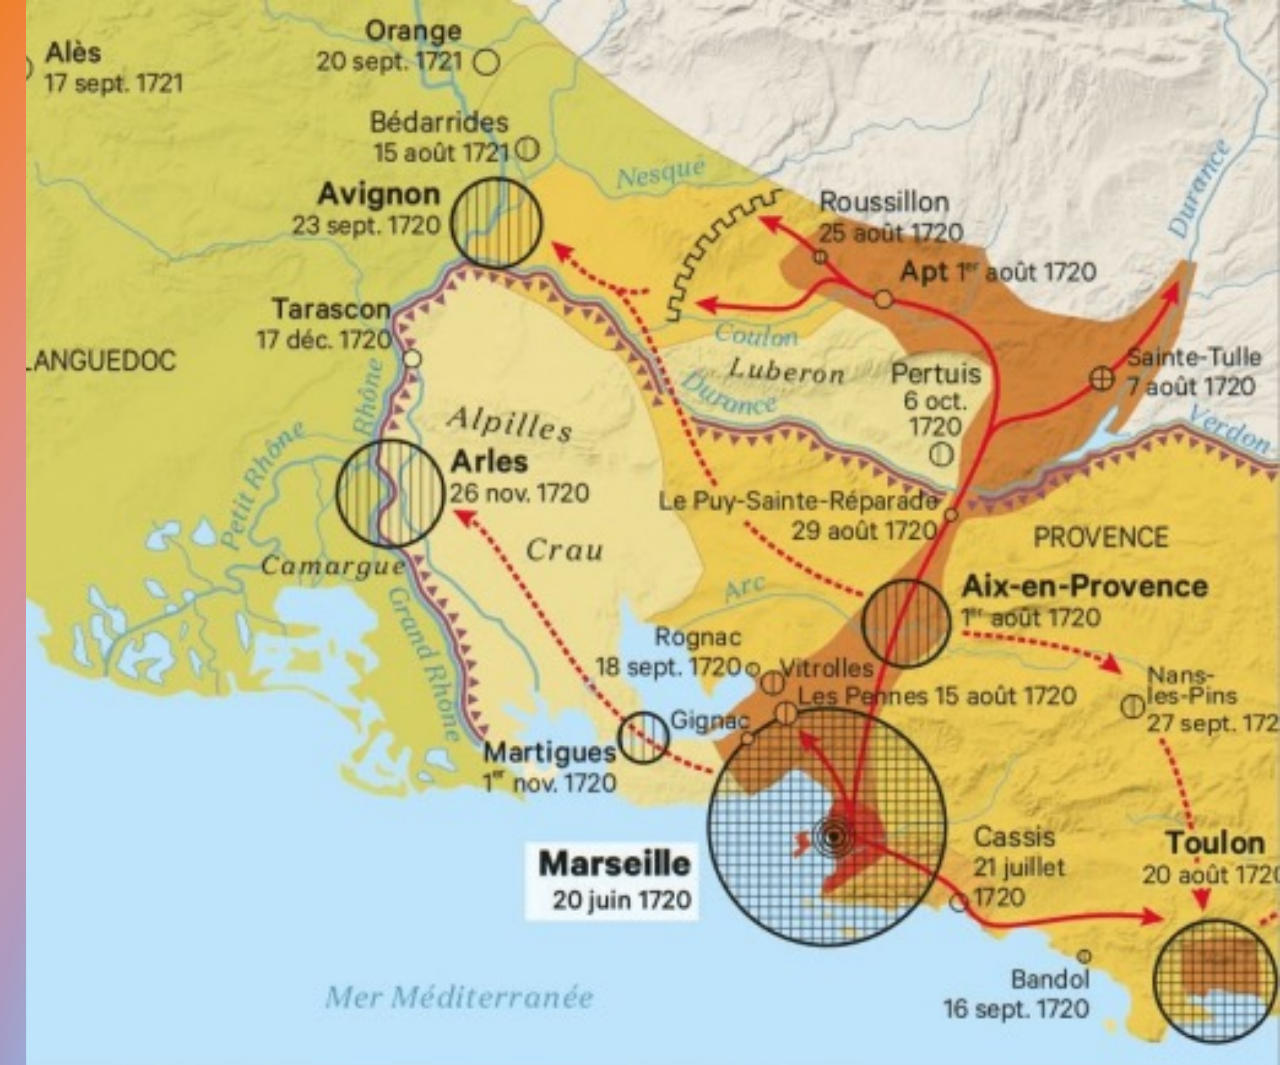 Orange
20 sept. 1721
Alès
17 sept. 1721
Bédarrides
15 août 1721
Nesque
Durance
Avignon
23 sept. 1720
Roussillon
25 août 1720
Apt 1er août 1720
Tarascon
17 déc. 1720
LANGUEDOC
Coulon
Luberon
Durance
Pertuis
6 oct.
1720
Sainte-Tulle
7 août 1720
Verdon
Rhône
Alpilles
Petit Rhône
Arles
26 nov. 1720
Le Puy-Sainte-Réparade
29 août 1720
PROVENCE
Crau
Camargue
Arc
Aix-en-Provence
1er août 1720
Grand Rhône
Rognac
18 sept. 1720
Vitrolles
Les Pennes 15 août 1720
Nans-
les-Pins
27 sept. 172
Gignac
Martigues
1er nov. 1720
Marseille
20 juin 1720
Cassis
21 juillet
1720
Toulon
20 août 1720
Bandol
16 sept. 1720
Mer Méditerranée